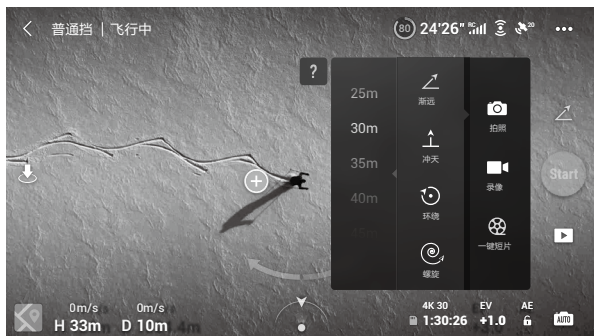 普通挡 | 飞行中
80 24'26" RC 20
?
25m
30m
35m
40m
渐远
冲天
环绕
螺旋
拍照
录像
一键短片
Start
0m/s 0m/s
H 33m D 10m
4K 30 EV AE
1:30:26 +1.0
AUTO